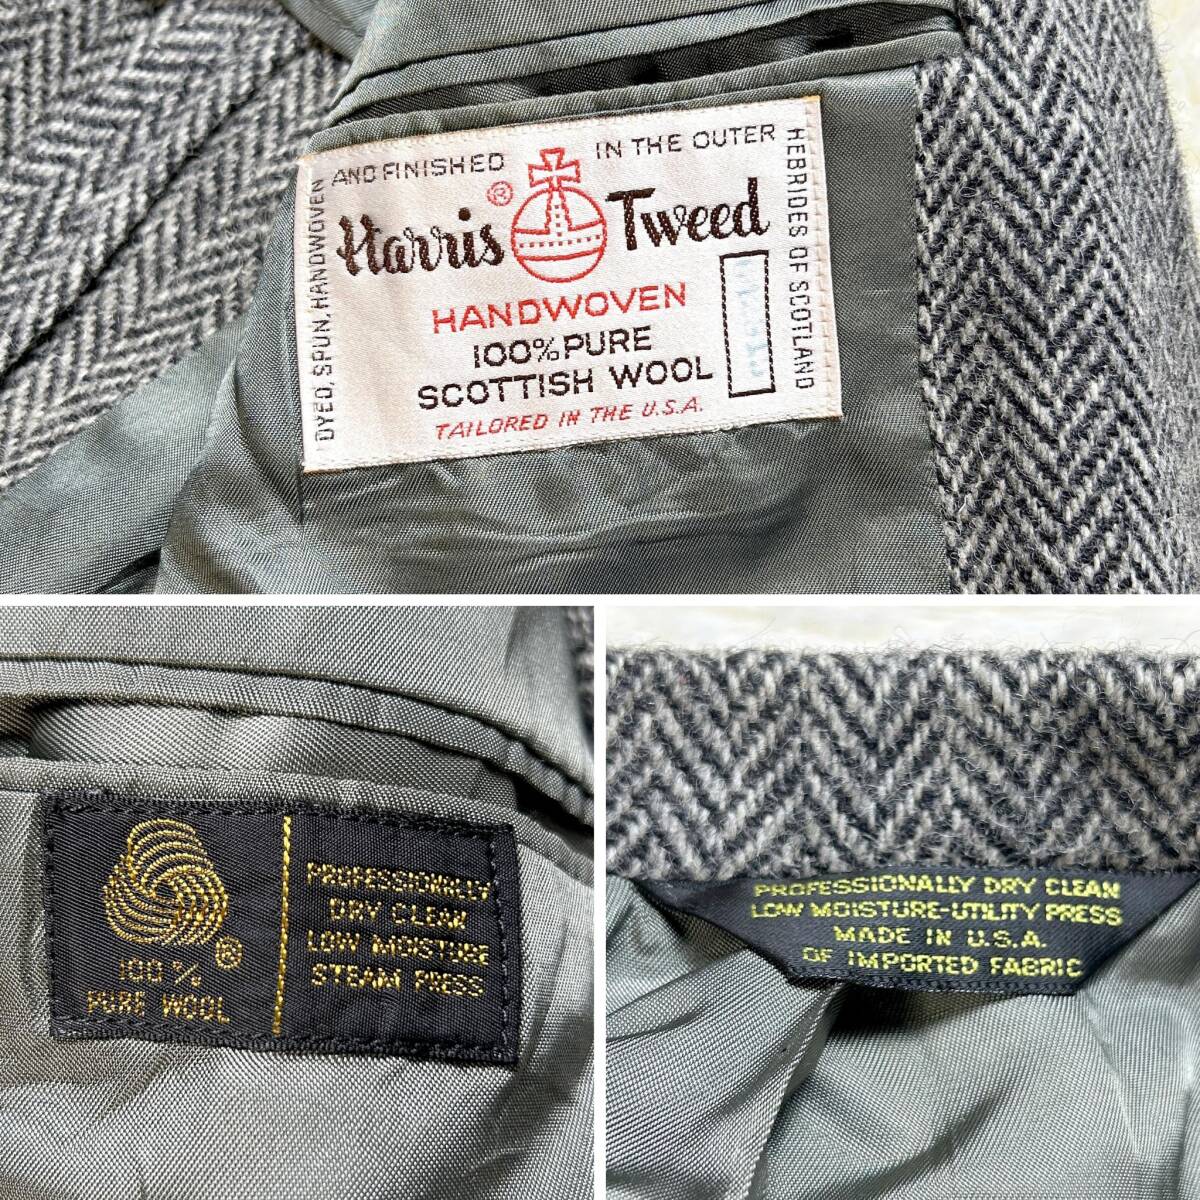 DYED, SPUN, HANDWOVEN
AND FINISHED
IN THE OUTER
HEBRIDES OF SCOTLAND
Harris ® Tweed
HANDWOVEN
100% PURE
SCOTTISH WOOL
TAILORED IN THE U.S.A.
®
100%
PURE WOOL
PROFESSIONALLY
DRY CLEAN
LOW MOISTURE
STEAM PRESS
PROFESSIONALLY DRY CLEAN
LOW MOISTURE-UTILITY PRESS
MADE IN U.S.A.
OF IMPORTED FABRIC